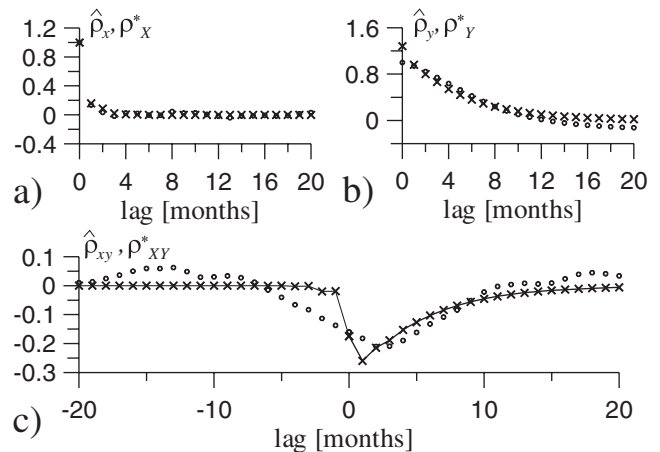 ρ̂x, ρ*X
1.2
0.8
0.4
0
-0.4
0 4 8 12 16 20
a) lag [months]
ρ̂y, ρ*Y
1.6
0.8
0
0 4 8 12 16 20
b) lag [months]
ρ̂xy, ρ*XY
0.1
0
-0.1
-0.2
-0.3
-20 -10 0 10 20
c) lag [months]